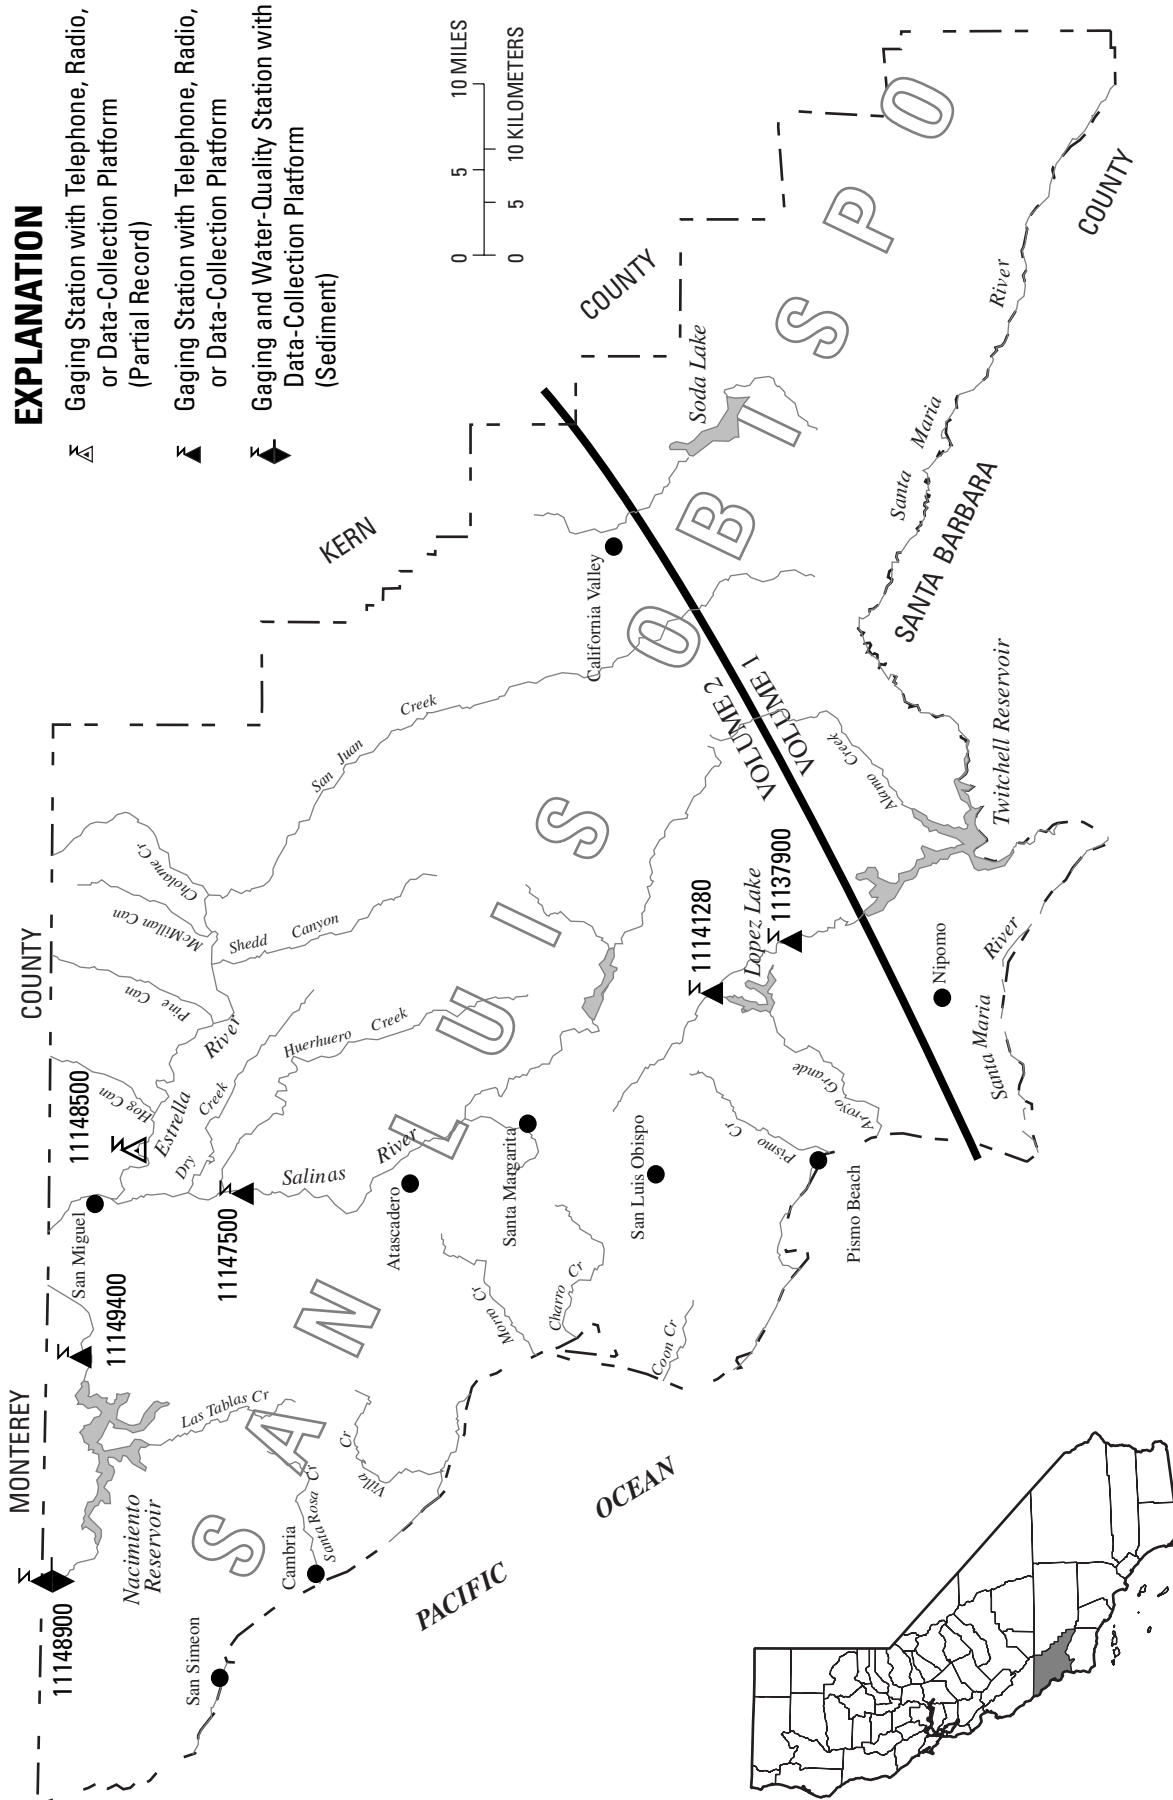 EXPLANATION
Gaging Station with Telephone, Radio,
or Data-Collection Platform
(Partial Record)
Gaging Station with Telephone, Radio,
or Data-Collection Platform
Gaging and Water-Quality Station with
Data-Collection Platform
(Sediment)
0 5 10 MILES
0 5 10 KILOMETERS
MONTEREY
COUNTY
KERN
COUNTY
SANTA BARBARA
COUNTY
SAN LUIS OBISPO
PACIFIC
OCEAN
VOLUME 2
VOLUME 1
11148900
11149400
11148500
11147500
11141280
11137900
Nacimiento
Reservoir
San Miguel
San Simeon
Cambria
Atascadero
Santa Margarita
San Luis Obispo
Pismo Beach
Nipomo
California Valley
Las Tablas Cr
Santa Rosa Cr
Villa Cr
Morro Cr
Charro Cr
Coon Cr
Pismo Cr
Arroyo Grande
Lopez Lake
Salinas River
Estrella River
Dry Creek
Huerhuero Creek
Hog Can
Pine Can
McMillan Can
Cholame Cr
Shedd Canyon
San Juan Creek
Soda Lake
Alamo Creek
Twitchell Reservoir
Santa Maria River
Santa Maria River